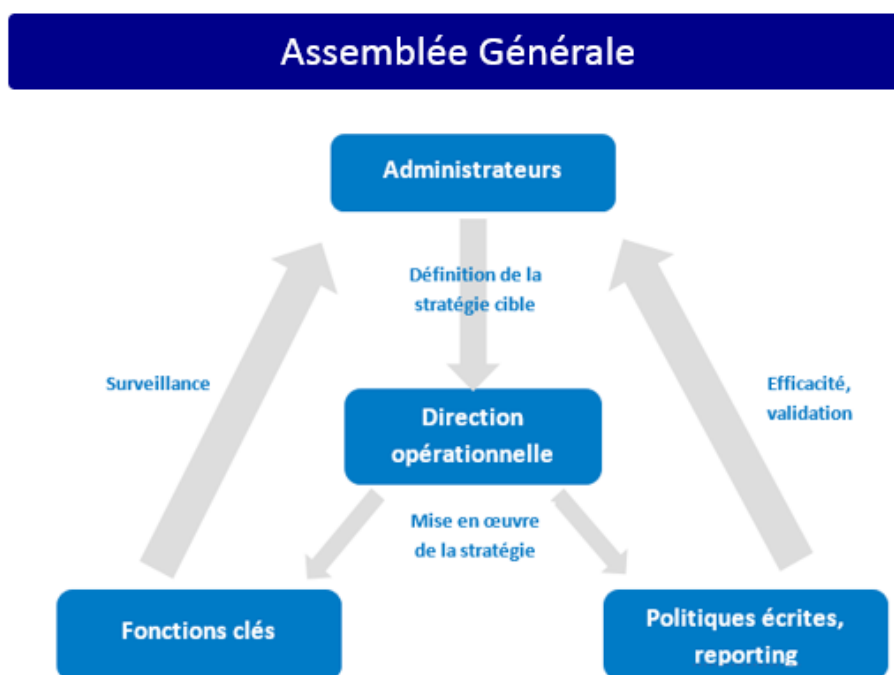 Assemblée Générale
Administrateurs
Définition de la
stratégie cible
Surveillance
Efficacité,
validation
Direction
opérationnelle
Mise en œuvre
de la stratégie
Fonctions clés
Politiques écrites,
reporting